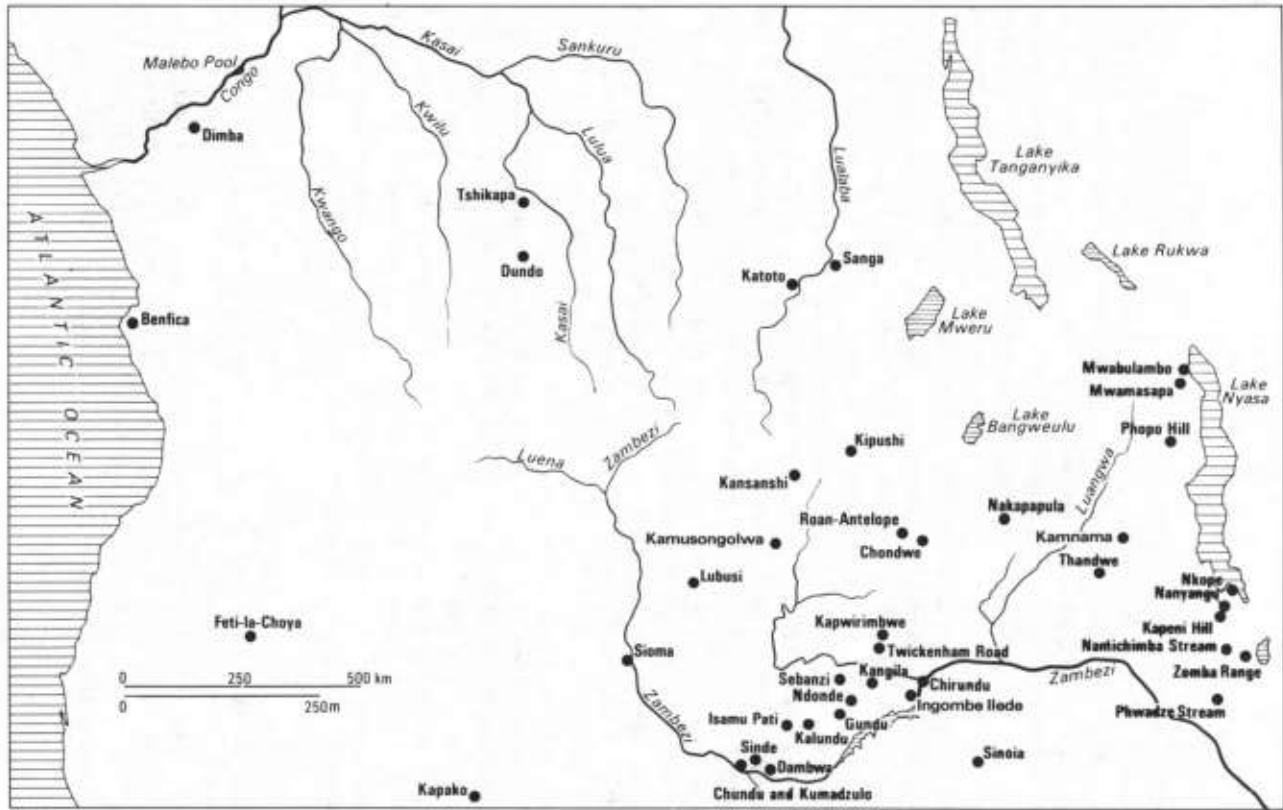 Malebo Pool
Congo
Dimba
Kasai
Sankuru
Kwilu
Kwango
Lulua
Lualaba
Tshikapa
Dundo
Kasai
Lake
Tanganyika
Lake Rukwa
Sanga
Katoto
Lake
Mweru
ATLANTIC OCEAN
Benfica
Mwabulambo
Mwamasapa
Lake
Nyasa
Lake
Bangweulu
Phopo Hill
Luangwa
Luena
Zambezi
Kipushi
Kansanshi
Nakapapula
Roan-Antelope
Chondwe
Kamnama
Kamusongolwa
Thandwe
Lubusi
Nkope
Nanyangu
Kapeni Hill
Feti-la-Choya
Kapwirimbwe
Twickenham Road
Nantichimba Stream
Zomba Range
Sioma
0 250 500 km
0 250m
Sebanzi
Kangila
Chirundu
Zambezi
Ndonde
Ingombe Ilede
Phwadze Stream
Zambezi
Isamu Pati
Gundu
Kalundu
Sinde
Dambwa
Sinoia
Kapako
Chundu and Kumadzulo